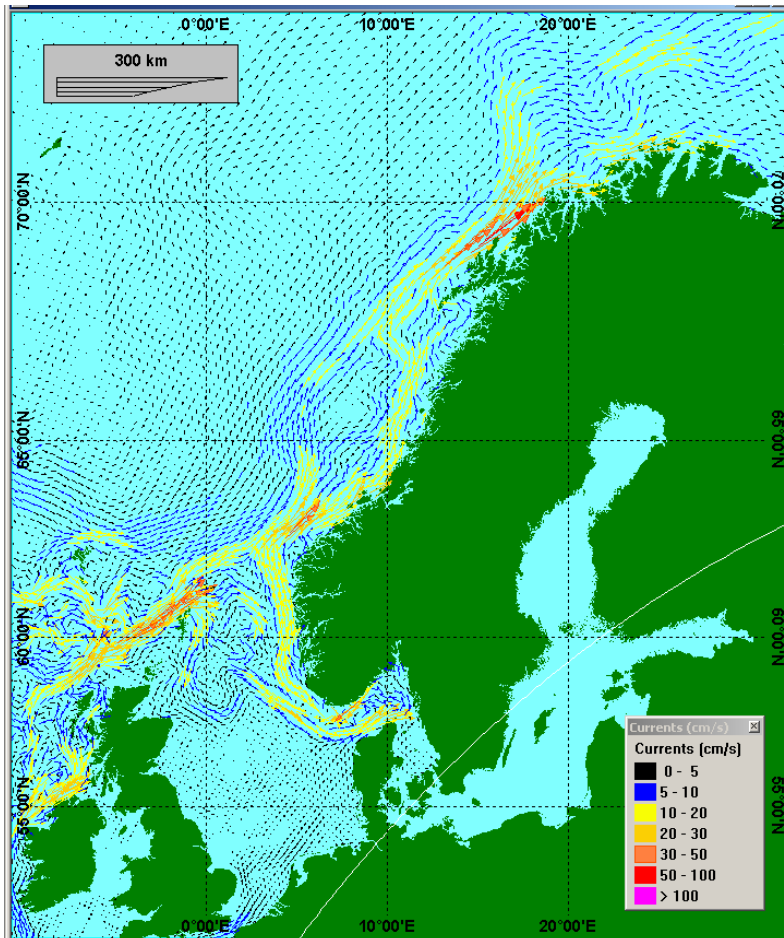 0°00'E 10°00'E 20°00'E
300 km
70°00'N 70°00'N
65°00'N 65°00'N
60°00'N 60°00'N
55°00'N 55°00'N
Currents (cm/s)
Currents (cm/s)
0 - 5
5 - 10
10 - 20
20 - 30
30 - 50
50 - 100
> 100
0°00'E 10°00'E 20°00'E